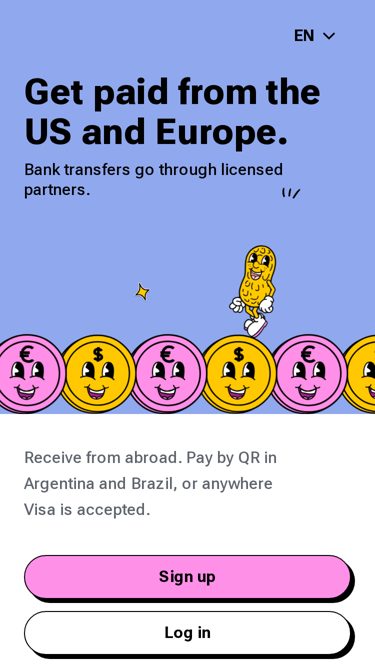 EN
Get paid from the
US and Europe.
Bank transfers go through licensed
partners.
€ $ € $ €
Receive from abroad. Pay by QR in
Argentina and Brazil, or anywhere
Visa is accepted.
Sign up
Log in